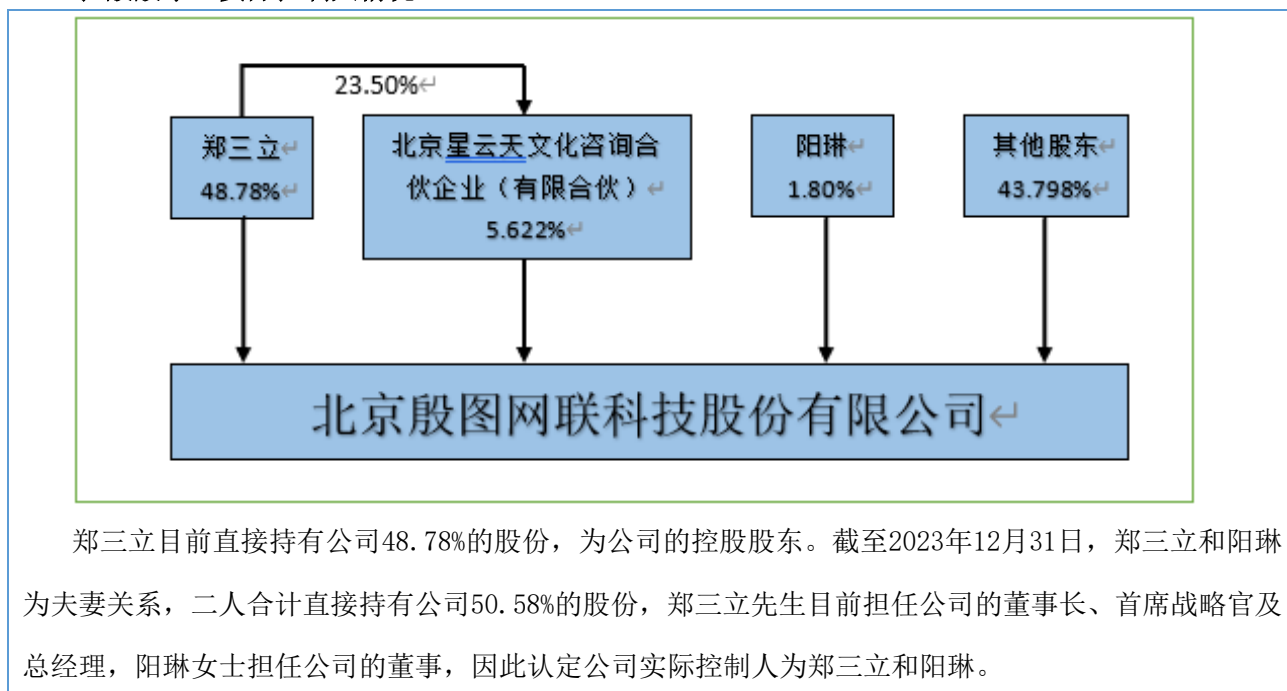 23.50%↵
郑三立↵
48.78%↵
北京星云天文化咨询合
伙企业（有限合伙）↵
5.622%↵
阳琳↵
1.80%↵
其他股东↵
43.798%↵
北京殷图网联科技股份有限公司↵
郑三立目前直接持有公司48.78%的股份，为公司的控股股东。截至2023年12月31日，郑三立和阳琳
为夫妻关系，二人合计直接持有公司50.58%的股份，郑三立先生目前担任公司的董事长、首席战略官及
总经理，阳琳女士担任公司的董事，因此认定公司实际控制人为郑三立和阳琳。